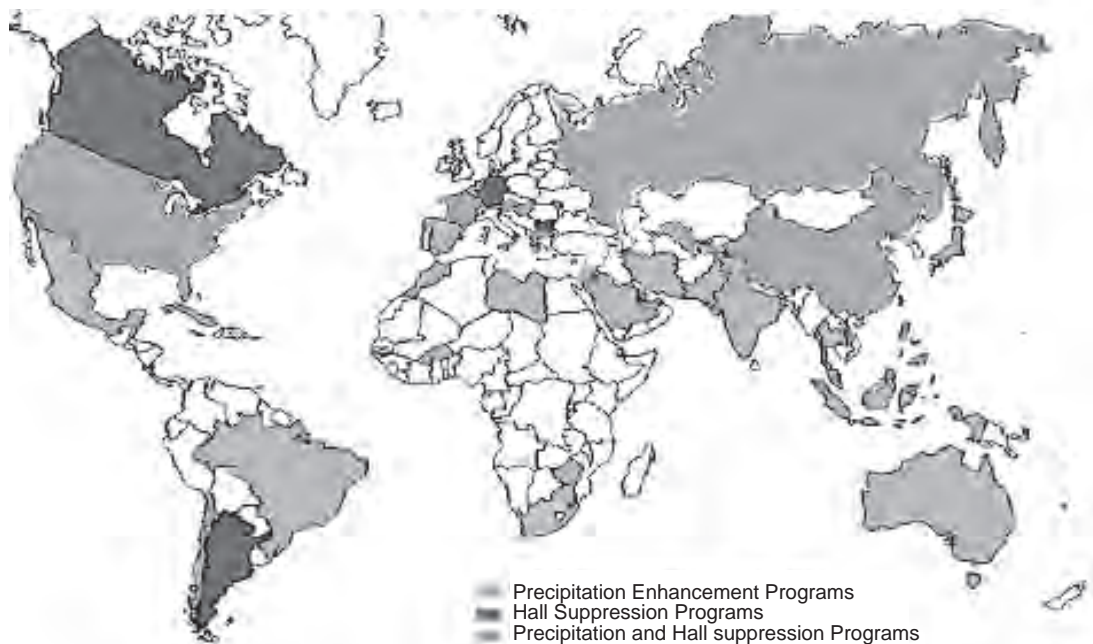 Precipitation Enhancement Programs
Hall Suppression Programs
Precipitation and Hall suppression Programs